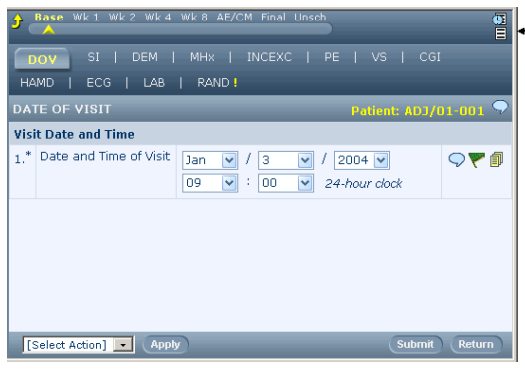 Base Wk 1 Wk 2 Wk 4 Wk 8 AE/CM Final Unsch
DOV SI | DEM | MHx | INCEXC | PE | VS | CGI
HAMD | ECG | LAB | RAND !
DATE OF VISIT Patient: ADJ/01-001
Visit Date and Time
1.* Date and Time of Visit Jan / 3 / 2004
09 : 00 24-hour clock
[Select Action] Apply Submit Return